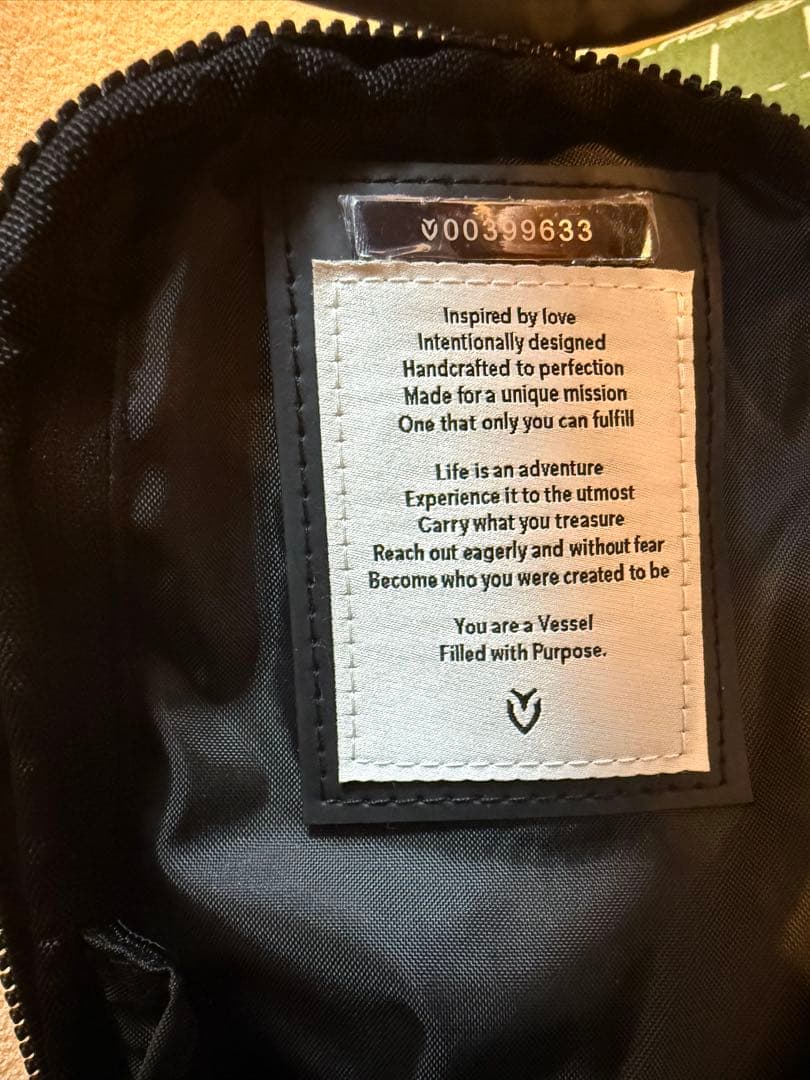 00399633
Inspired by love
Intentionally designed
Handcrafted to perfection
Made for a unique mission
One that only you can fulfill
Life is an adventure
Experience it to the utmost
Carry what you treasure
Reach out eagerly and without fear
Become who you were created to be
You are a Vessel
Filled with Purpose.